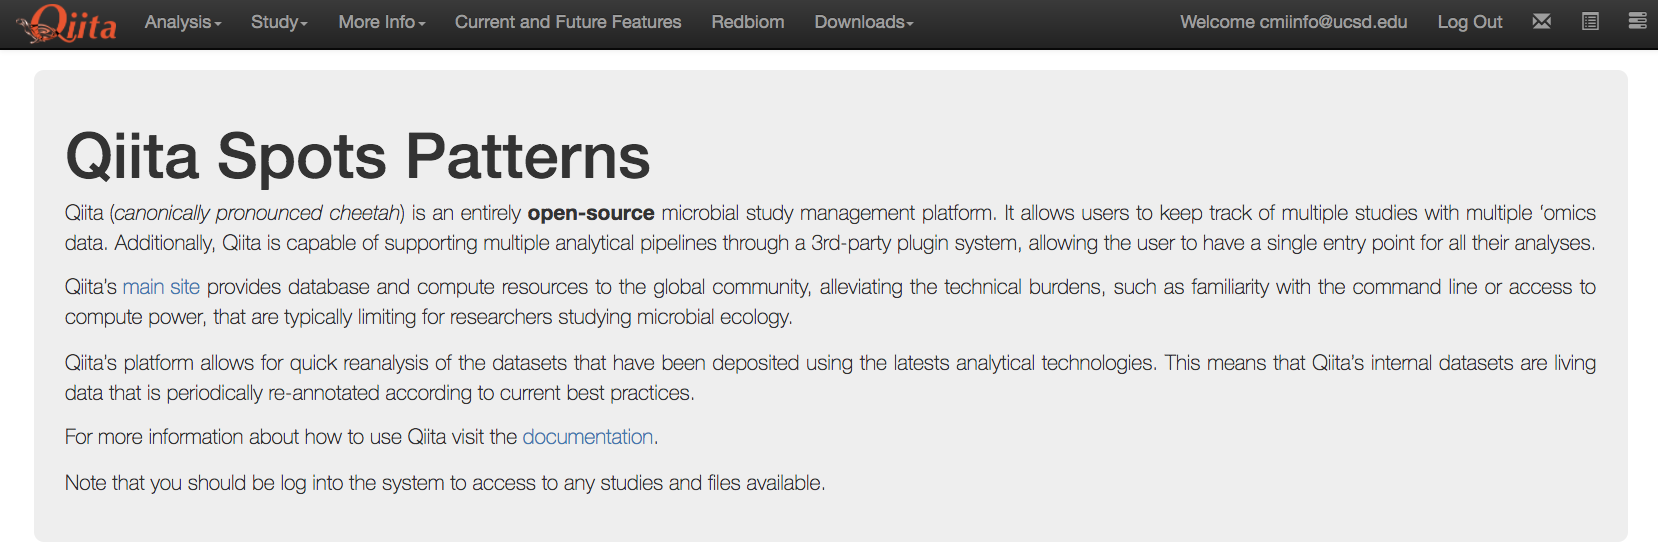 Qiita Analysis Study More Info Current and Future Features Redbiom Downloads Welcome cmiinfo@ucsd.edu Log Out
Qiita Spots Patterns
Qiita (canonically pronounced cheetah) is an entirely open-source microbial study management platform. It allows users to keep track of multiple studies with multiple ‘omics
data. Additionally, Qiita is capable of supporting multiple analytical pipelines through a 3rd-party plugin system, allowing the user to have a single entry point for all their analyses.
Qiita’s main site provides database and compute resources to the global community, alleviating the technical burdens, such as familiarity with the command line or access to
compute power, that are typically limiting for researchers studying microbial ecology.
Qiita’s platform allows for quick reanalysis of the datasets that have been deposited using the latests analytical technologies. This means that Qiita’s internal datasets are living
data that is periodically re-annotated according to current best practices.
For more information about how to use Qiita visit the documentation.
Note that you should be log into the system to access to any studies and files available.